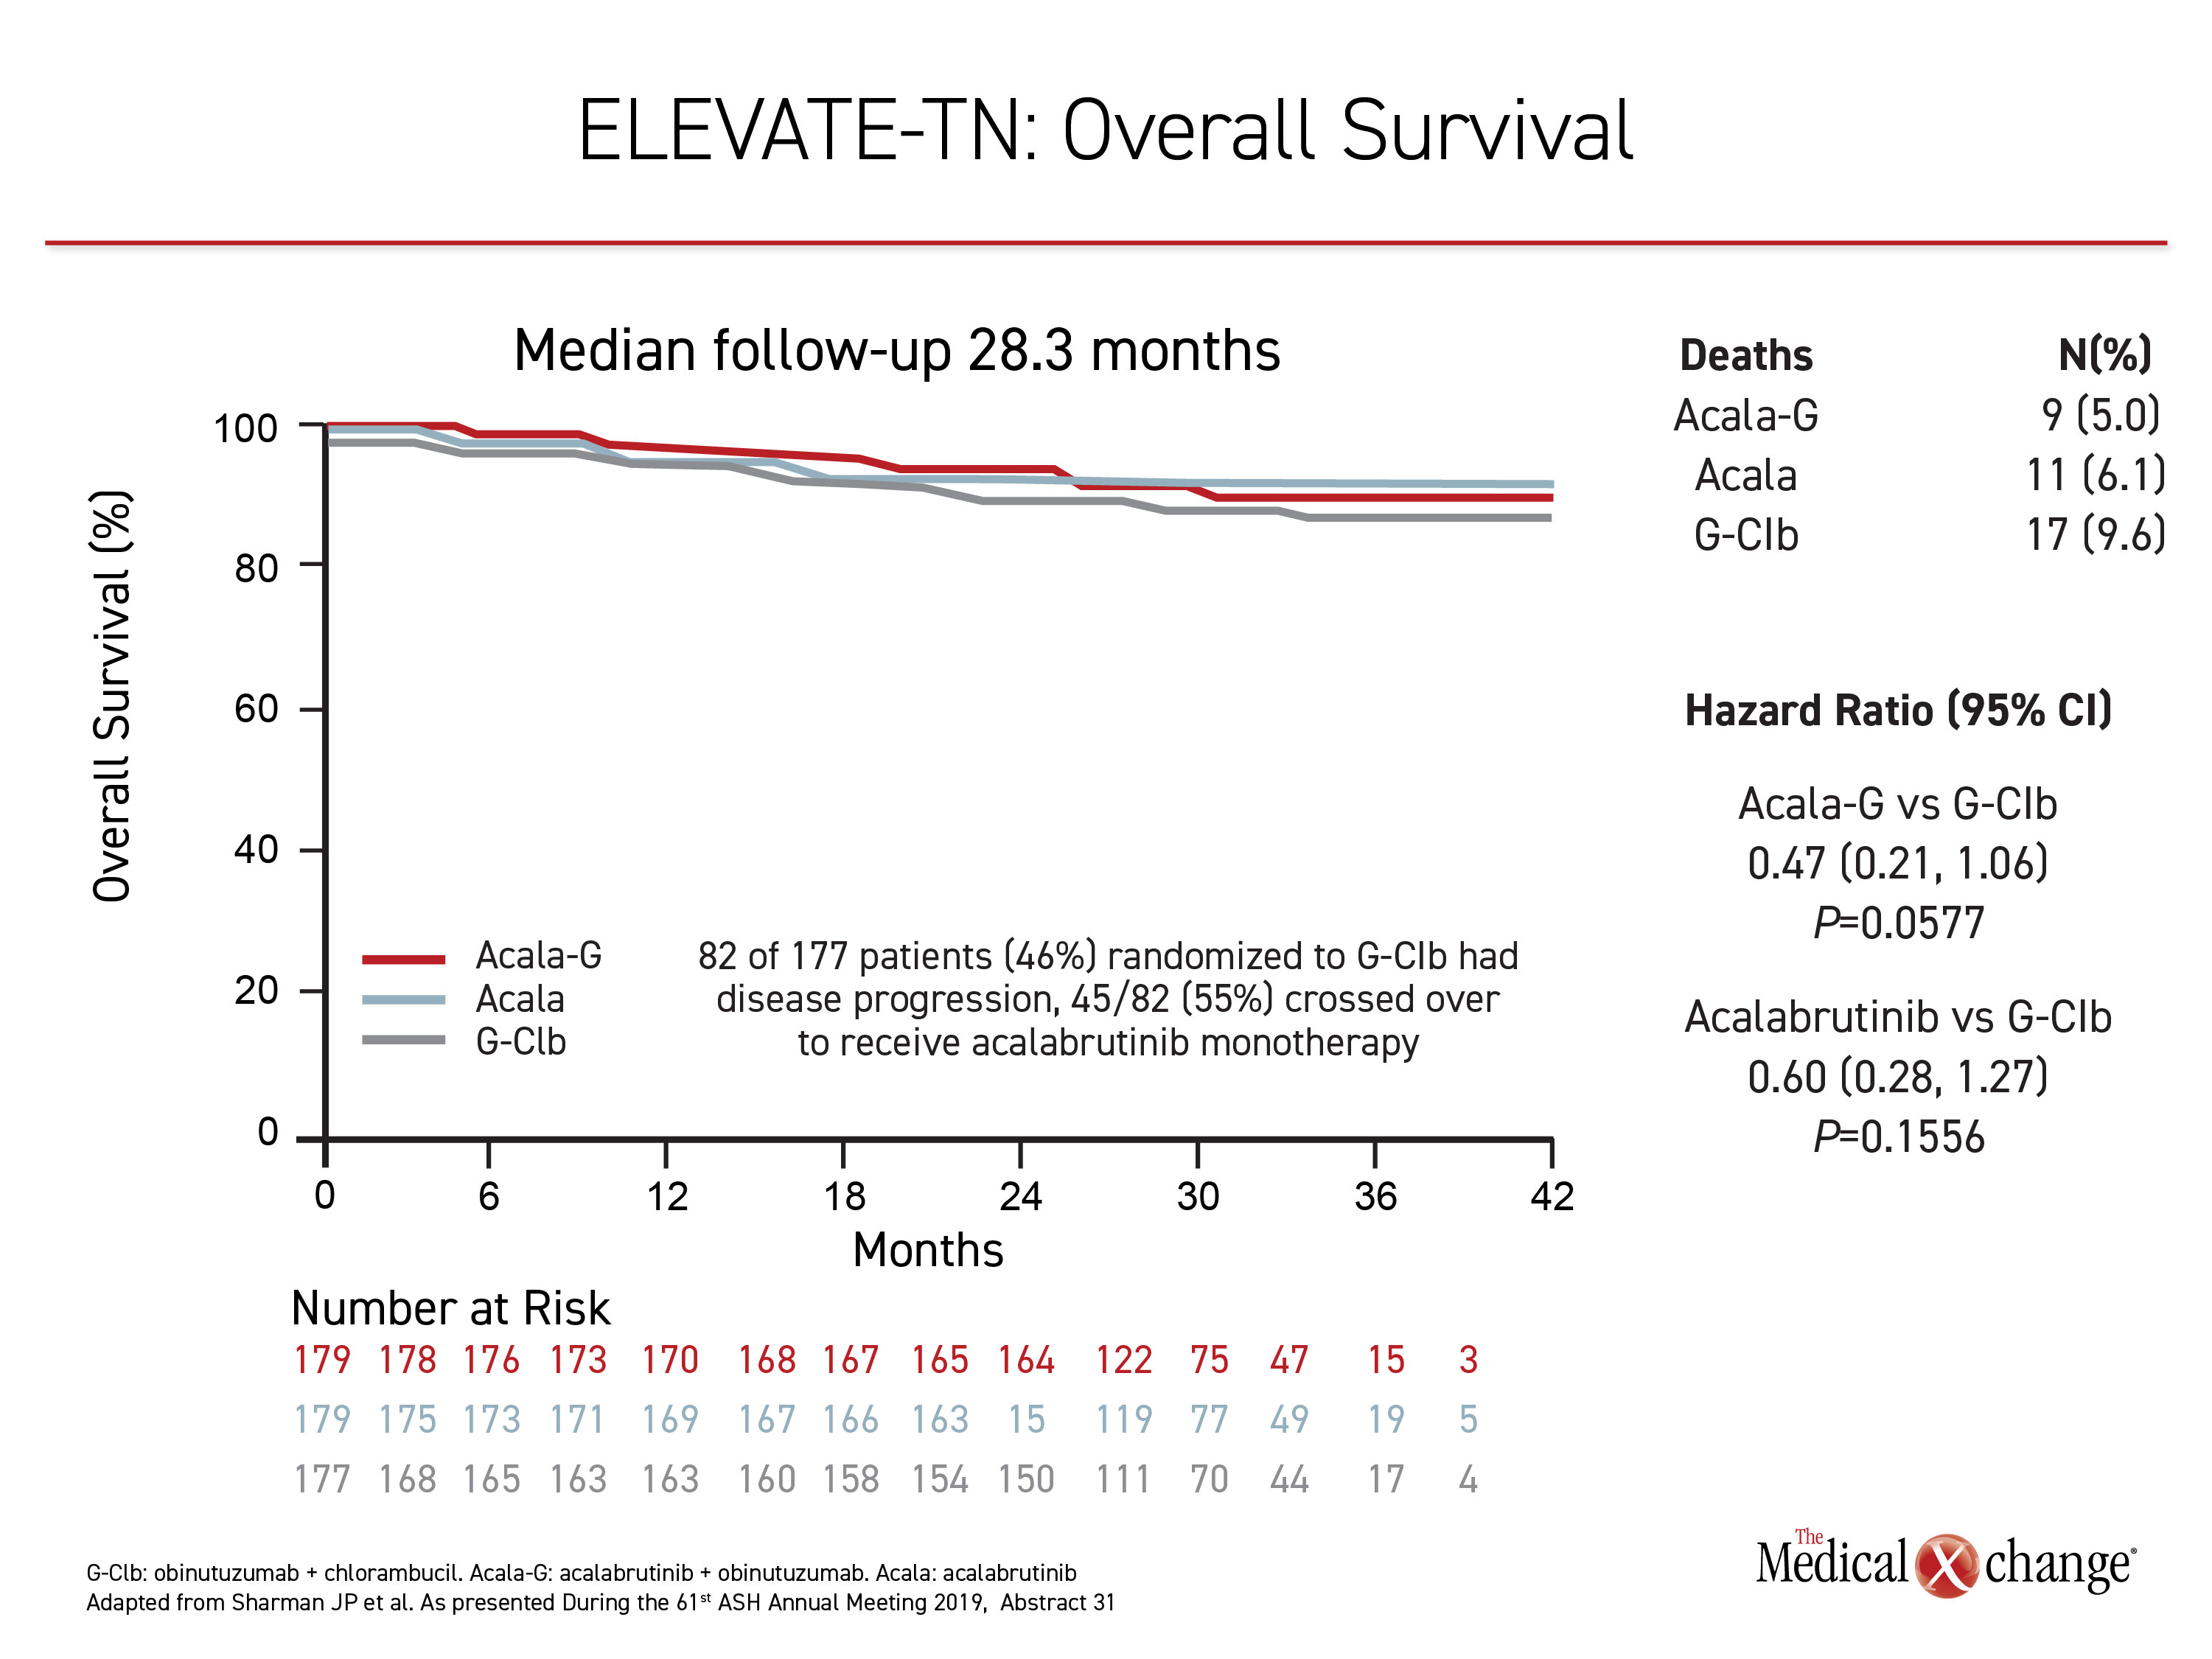 ELEVATE-TN: Overall Survival
Median follow-up 28.3 months
Overall Survival (%)
100
80
60
40
20
0
Acala-G
Acala
G-Clb
82 of 177 patients (46%) randomized to G-CIb had
disease progression, 45/82 (55%) crossed over
to receive acalabrutinib monotherapy
0 6 12 18 24 30 36 42
Months
Number at Risk
179 178 176 173 170 168 167 165 164 122 75 47 15 3
179 175 173 171 169 167 166 163 15 119 77 49 19 5
177 168 165 163 163 160 158 154 150 111 70 44 17 4
Deaths N(%)
Acala-G 9 (5.0)
Acala 11 (6.1)
G-CIb 17 (9.6)
Hazard Ratio (95% CI)
Acala-G vs G-CIb
0.47 (0.21, 1.06)
P=0.0577
Acalabrutinib vs G-CIb
0.60 (0.28, 1.27)
P=0.1556
G-Clb: obinutuzumab + chlorambucil. Acala-G: acalabrutinib + obinutuzumab. Acala: acalabrutinib
Adapted from Sharman JP et al. As presented During the 61st ASH Annual Meeting 2019, Abstract 31
The
Medical X change®